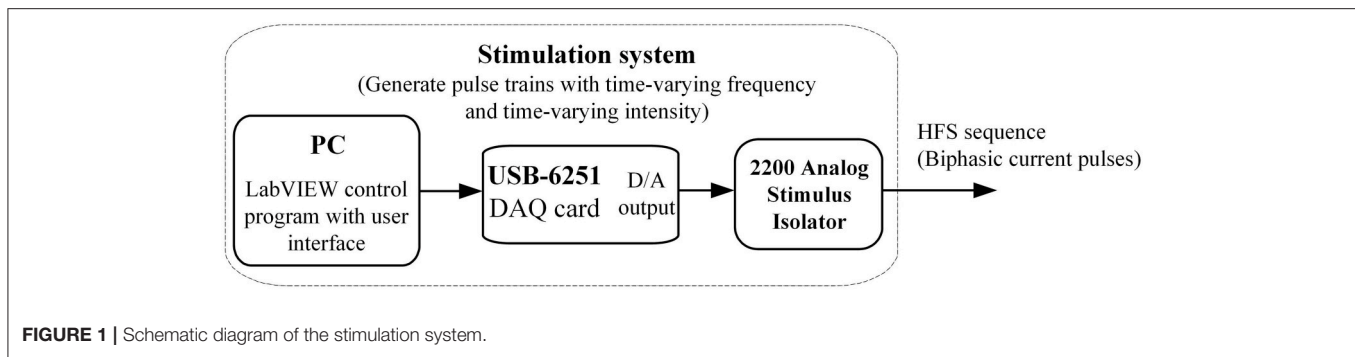 Stimulation system
(Generate pulse trains with time-varying frequency
and time-varying intensity)
PC
LabVIEW control
program with user
interface
USB-6251
DAQ card
D/A
output
2200 Analog
Stimulus
Isolator
HFS sequence
(Biphasic current pulses)
FIGURE 1 | Schematic diagram of the stimulation system.